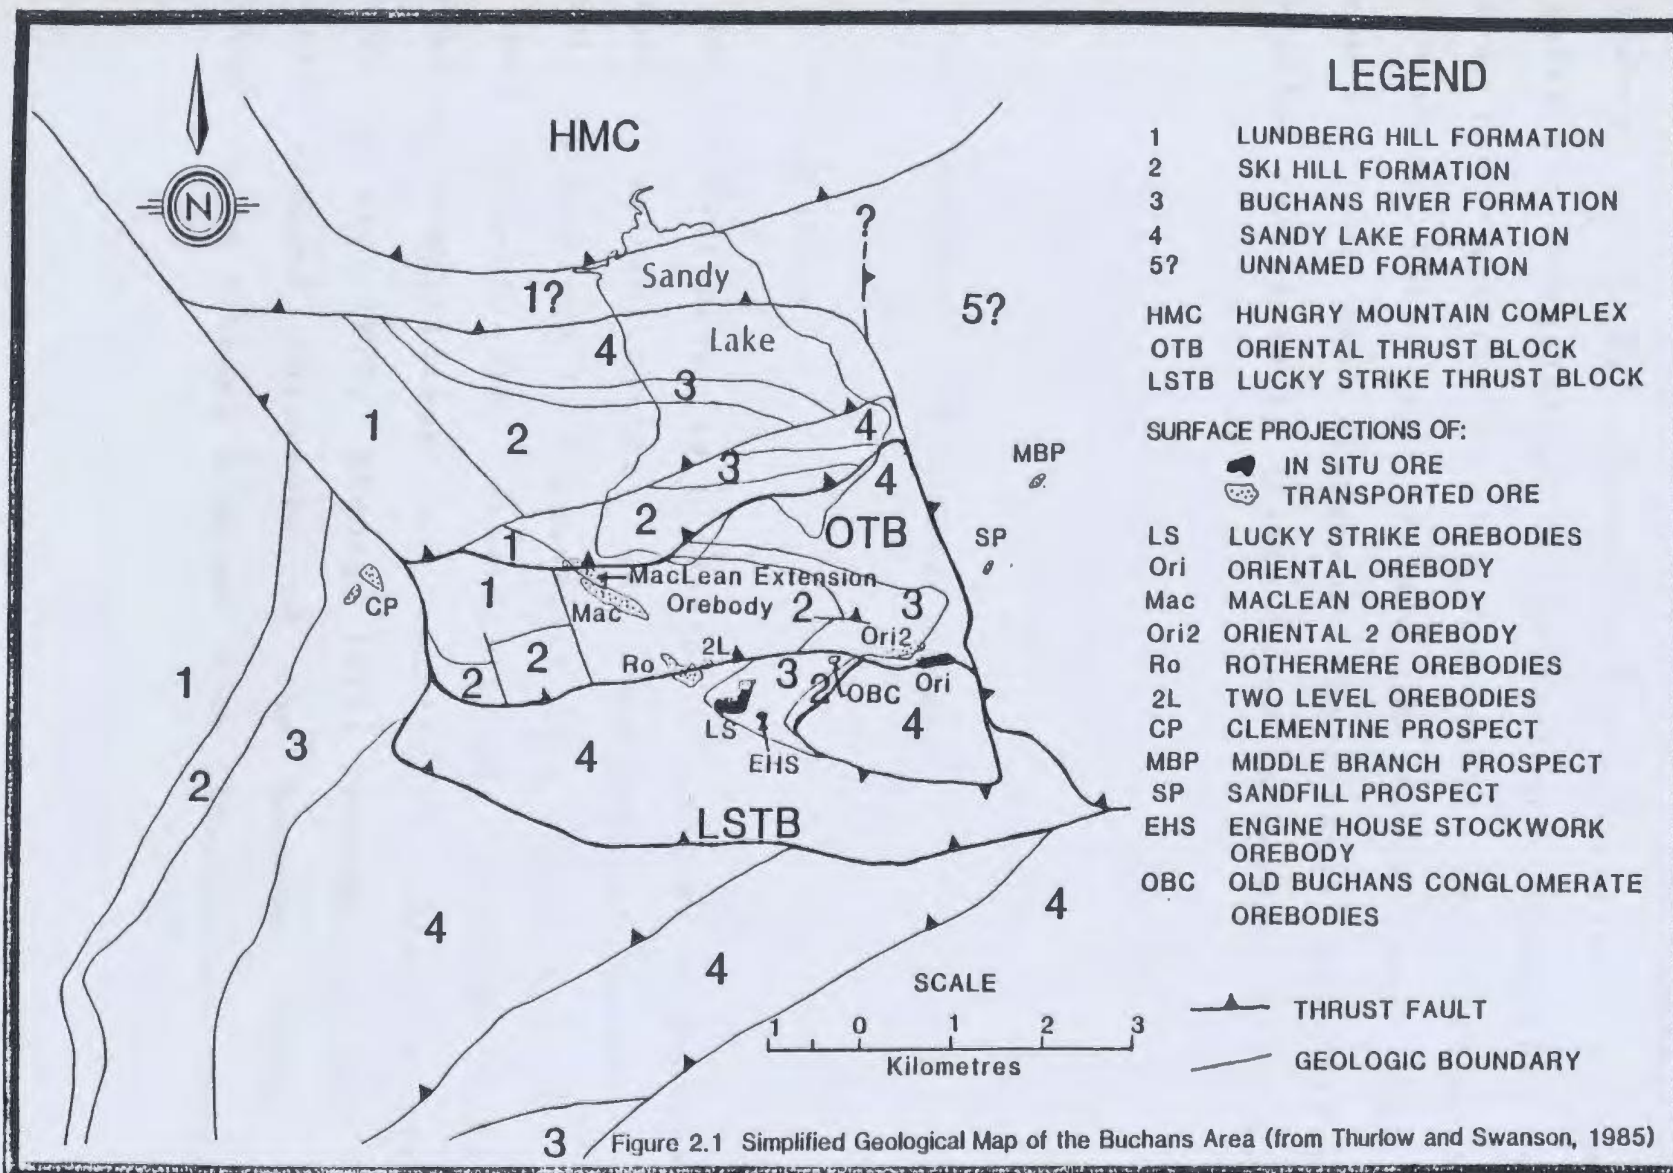 HMC
N
?
Sandy
1?
5?
4
Lake
3
1
2
4
3
MBP
4
2
OTB
SP
1
MacLean Extension
Orebody
CP
1
Mac
2
3
Ori2
2L
2
Ro
3
2
OBC
Ori
1
2
LS
4
3
4
EHS
2
LSTB
4
4
4
3
LEGEND
1 LUNDBERG HILL FORMATION
2 SKI HILL FORMATION
3 BUCHANS RIVER FORMATION
4 SANDY LAKE FORMATION
5? UNNAMED FORMATION
HMC HUNGRY MOUNTAIN COMPLEX
OTB ORIENTAL THRUST BLOCK
LSTB LUCKY STRIKE THRUST BLOCK
SURFACE PROJECTIONS OF:
IN SITU ORE
TRANSPORTED ORE
LS LUCKY STRIKE OREBODIES
Ori ORIENTAL OREBODY
Mac MACLEAN OREBODY
Ori2 ORIENTAL 2 OREBODY
Ro ROTHERMERE OREBODIES
2L TWO LEVEL OREBODIES
CP CLEMENTINE PROSPECT
MBP MIDDLE BRANCH PROSPECT
SP SANDFILL PROSPECT
EHS ENGINE HOUSE STOCKWORK
OREBODY
OBC OLD BUCHANS CONGLOMERATE
OREBODIES
SCALE
1 0 1 2 3
Kilometres
THRUST FAULT
GEOLOGIC BOUNDARY
Figure 2.1 Simplified Geological Map of the Buchans Area (from Thurlow and Swanson, 1985)